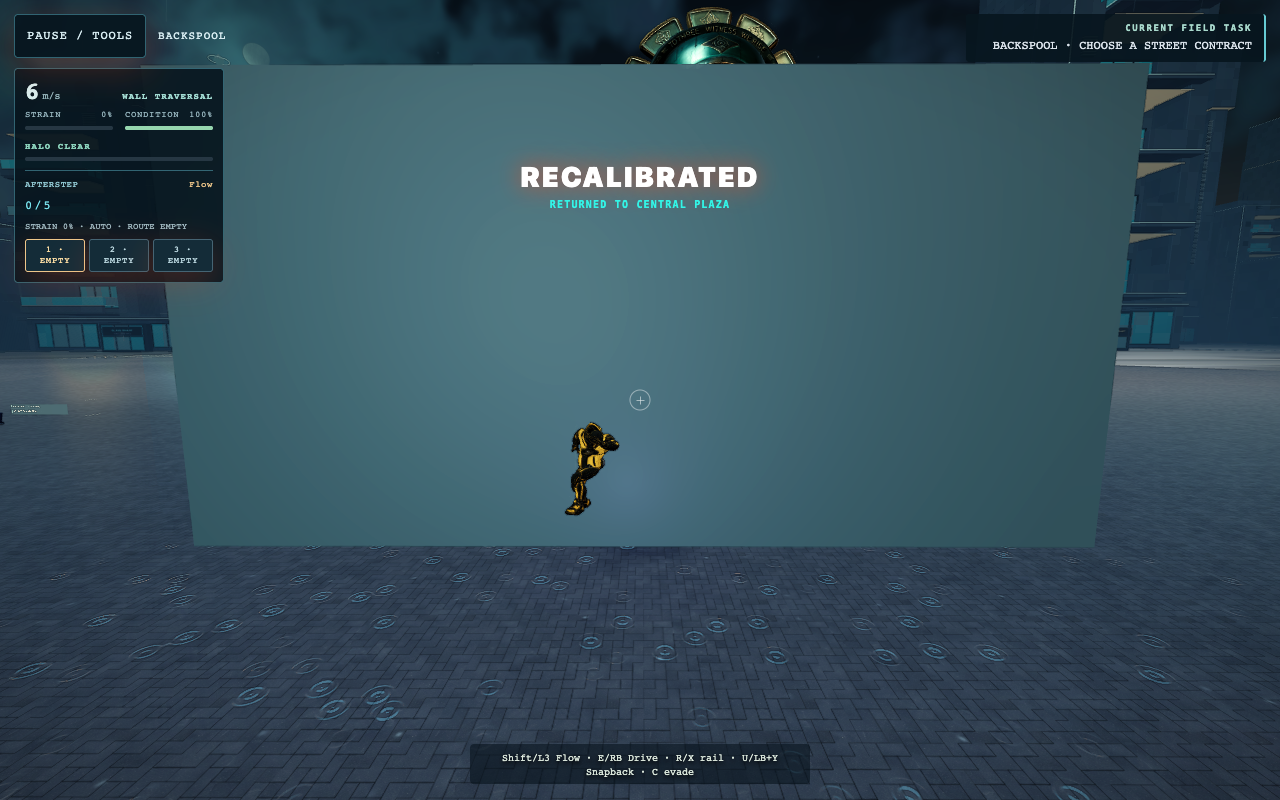 PAUSE / TOOLS
BACKSPOOL
CURRENT FIELD TASK
BACKSPOOL · CHOOSE A STREET CONTRACT
6 m/s
WALL TRAVERSAL
STRAIN 0%
CONDITION 100%
HALO CLEAR
AFTERSTEP
Flow
0/5
STRAIN 0% · AUTO · ROUTE EMPTY
1 ·
EMPTY
2 ·
EMPTY
3 ·
EMPTY
RECALIBRATED
RETURNED TO CENTRAL PLAZA
Shift/L3 Flow · E/RB Drive · R/X rail · U/LB+Y
Snapback · C evade